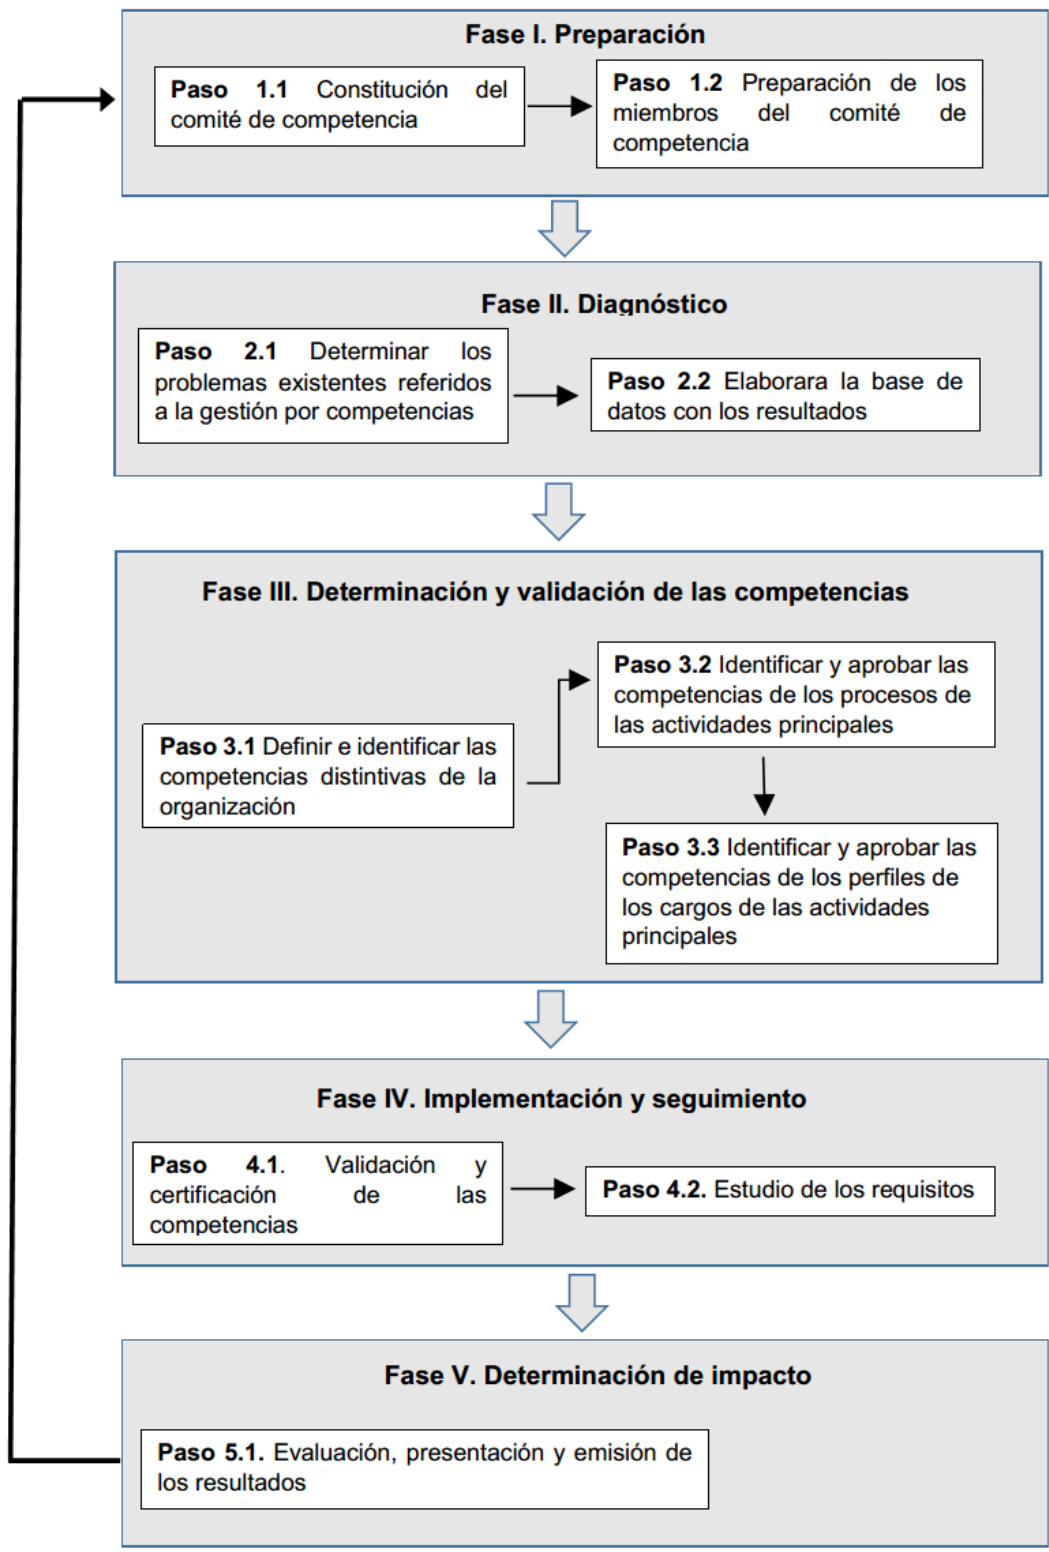 Fase I. Preparación
Paso 1.1 Constitución del
comité de competencia
Paso 1.2 Preparación de los
miembros del comité de
competencia
Fase II. Diagnóstico
Paso 2.1 Determinar los
problemas existentes referidos
a la gestión por competencias
Paso 2.2 Elaborara la base de
datos con los resultados
Fase III. Determinación y validación de las competencias
Paso 3.1 Definir e identificar las
competencias distintivas de la
organización
Paso 3.2 Identificar y aprobar las
competencias de los procesos de
las actividades principales
Paso 3.3 Identificar y aprobar las
competencias de los perfiles de
los cargos de las actividades
principales
Fase IV. Implementación y seguimiento
Paso 4.1. Validación y
certificación de las
competencias
Paso 4.2. Estudio de los requisitos
Fase V. Determinación de impacto
Paso 5.1. Evaluación, presentación y emisión de
los resultados